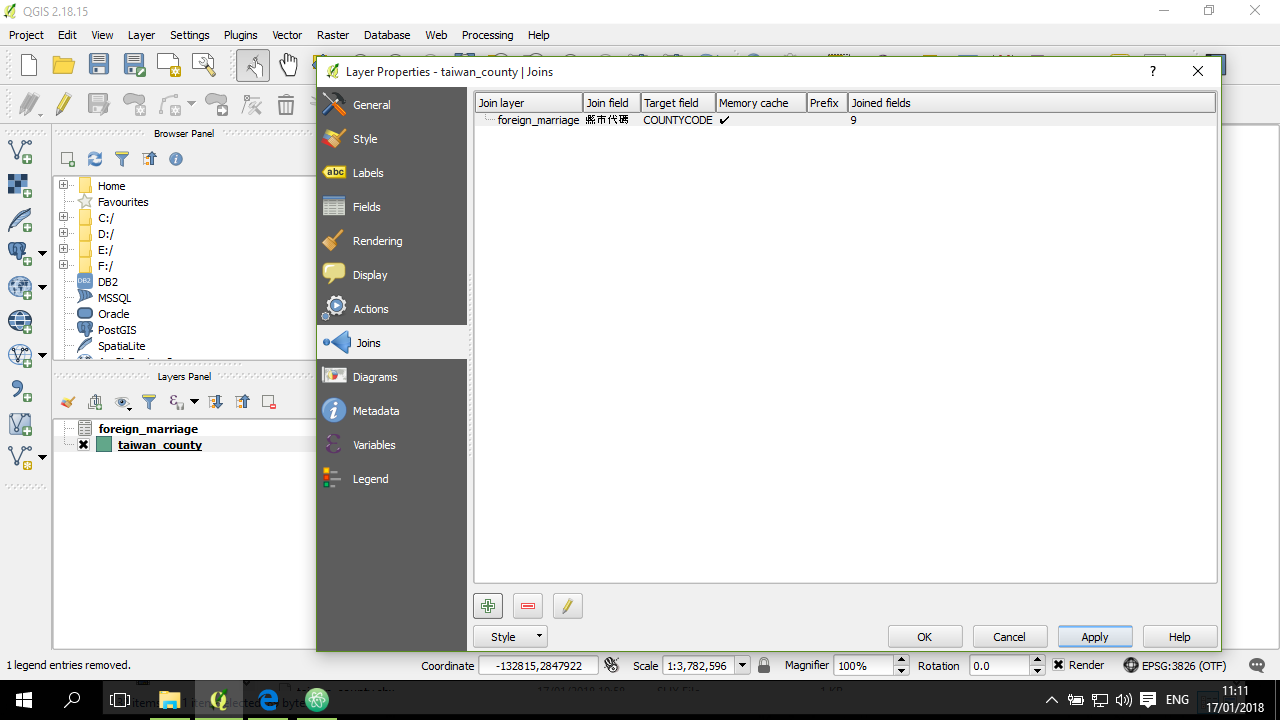 QGIS 2.18.15
Project Edit View Layer Settings Plugins Vector Raster Database Web Processing Help
Layer Properties - taiwan_county | Joins
?
General
Style
abc Labels
Fields
Rendering
Display
Actions
Joins
Diagrams
Metadata
Variables
Legend
Join layer Join field Target field Memory cache Prefix Joined fields
foreign_marriage 縣市代碼 COUNTYCODE 9
Style OK Cancel Apply Help
Browser Panel
Home
Favourites
C:/
D:/
E:/
F:/
DB2 DB2
MSSQL
Oracle
PostGIS
SpatiaLite
Layers Panel
foreign_marriage
taiwan_county
1 legend entries removed. Coordinate -132815,2847922 Scale 1:3,782,596 Magnifier 100% Rotation 0.0 Render EPSG:3826 (OTF)
ENG
11:11
17/01/2018